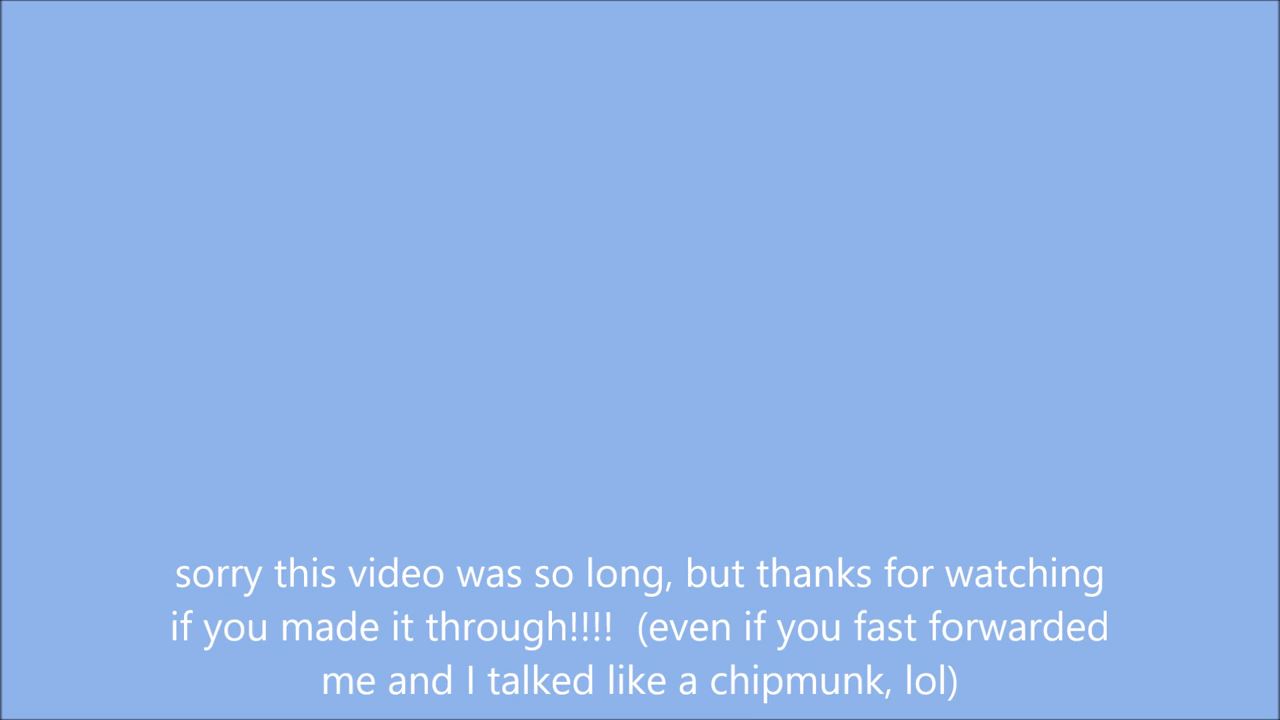 sorry this video was so long, but thanks for watching
if you made it through!!!!  (even if you fast forwarded
me and I talked like a chipmunk, lol)